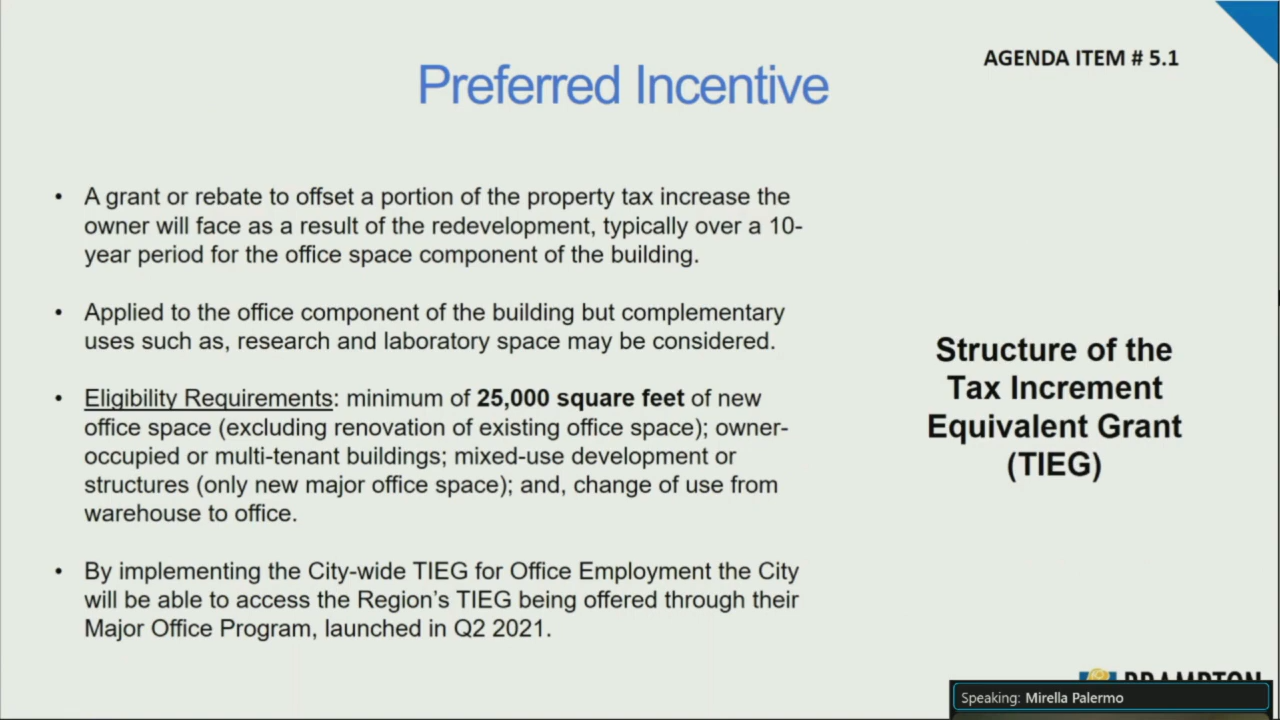 AGENDA ITEM # 5.1
Preferred Incentive
• A grant or rebate to offset a portion of the property tax increase the
owner will face as a result of the redevelopment, typically over a 10-
year period for the office space component of the building.
• Applied to the office component of the building but complementary
uses such as, research and laboratory space may be considered.
• Eligibility Requirements: minimum of 25,000 square feet of new
office space (excluding renovation of existing office space); owner-
occupied or multi-tenant buildings; mixed-use development or
structures (only new major office space); and, change of use from
warehouse to office.
• By implementing the City-wide TIEG for Office Employment the City
will be able to access the Region’s TIEG being offered through their
Major Office Program, launched in Q2 2021.
Structure of the
Tax Increment
Equivalent Grant
(TIEG)
BRAMPTON
Speaking: Mirella Palermo